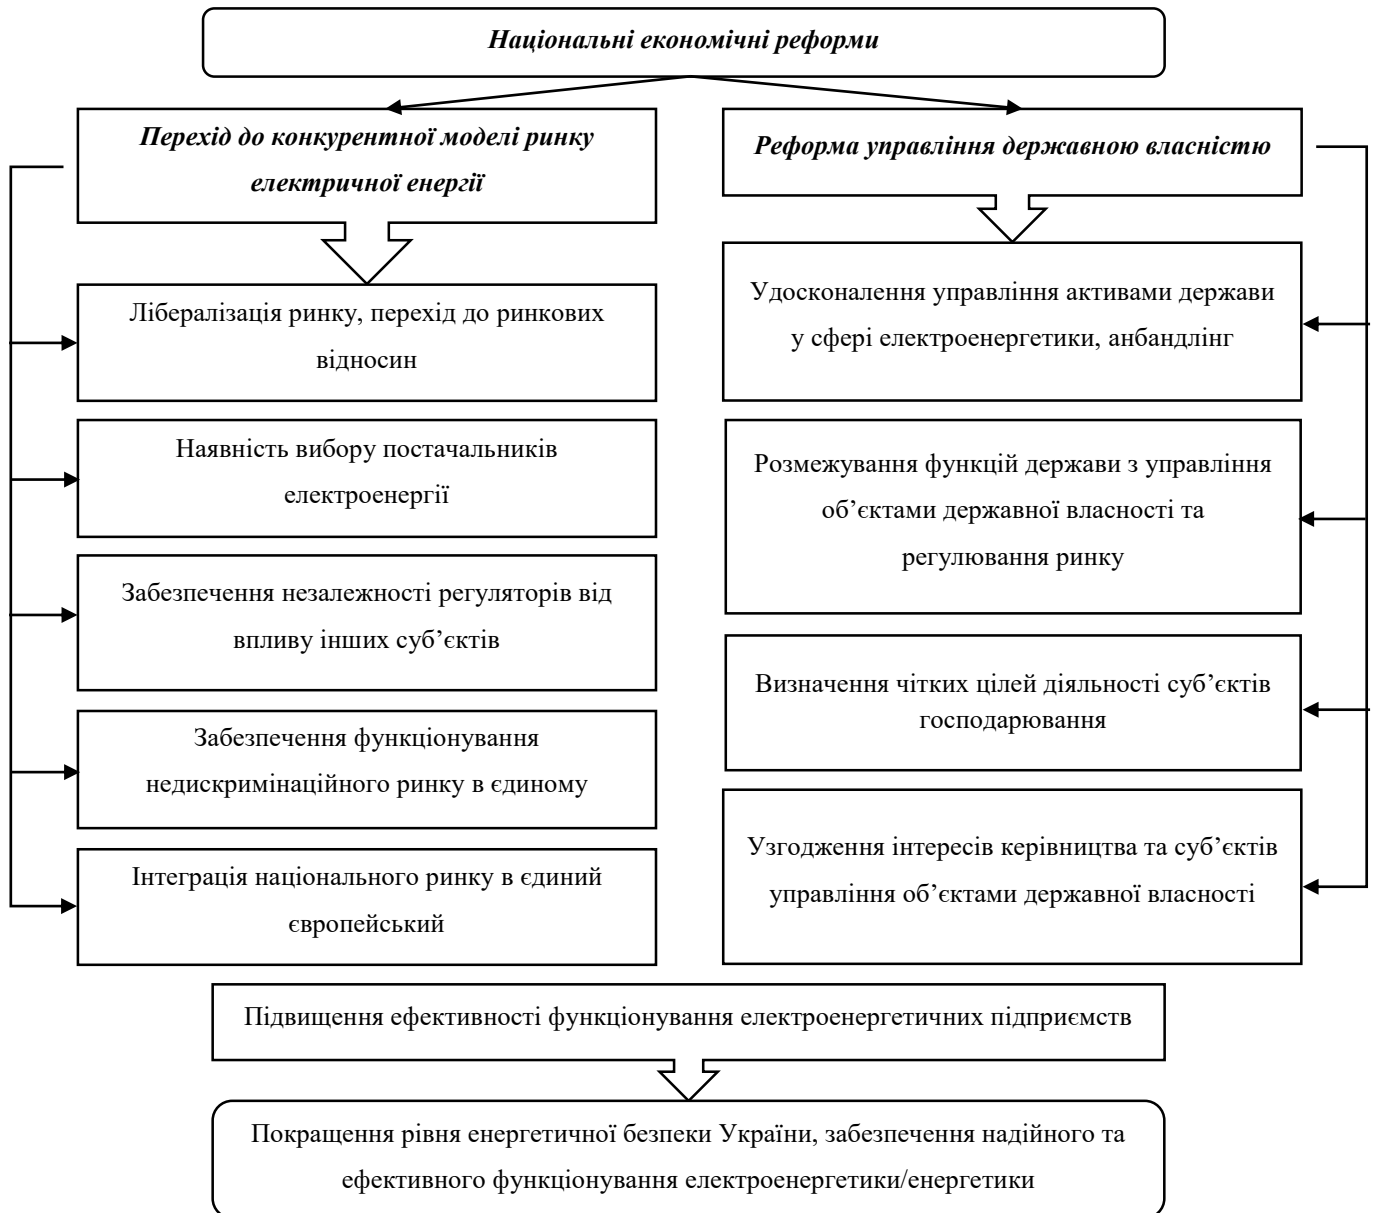 Національні економічні реформи
Перехід до конкурентної моделі ринку
електричної енергії
Лібералізація ринку, перехід до ринкових
відносин
Наявність вибору постачальників
електроенергії
Забезпечення незалежності регуляторів від
впливу інших суб’єктів
Забезпечення функціонування
недискримінаційного ринку в єдиному
Інтеграція національного ринку в єдиний
європейський
Реформа управління державною власністю
Удосконалення управління активами держави
у сфері електроенергетики, анбандлінг
Розмежування функцій держави з управління
об’єктами державної власності та
регулювання ринку
Визначення чітких цілей діяльності суб’єктів
господарювання
Узгодження інтересів керівництва та суб’єктів
управління об’єктами державної власності
Підвищення ефективності функціонування електроенергетичних підприємств
Покращення рівня енергетичної безпеки України, забезпечення надійного та
ефективного функціонування електроенергетики/енергетики